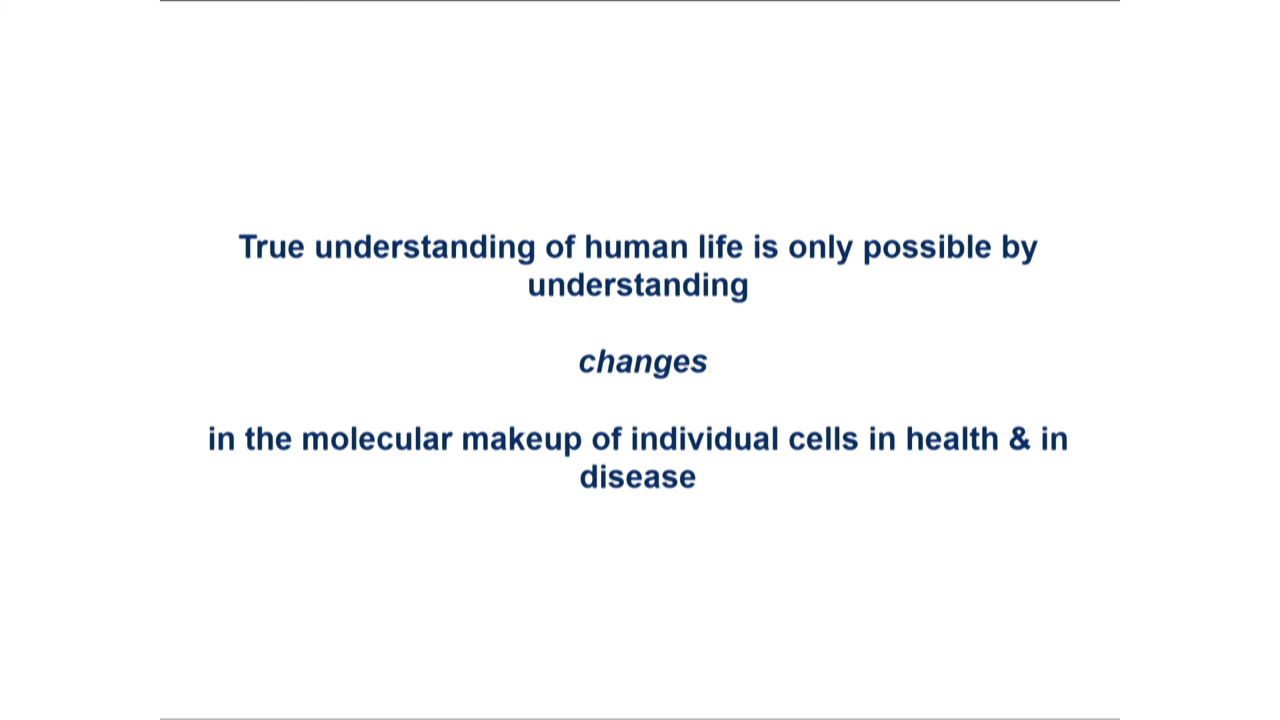 True understanding of human life is only possible by
understanding
changes
in the molecular makeup of individual cells in health & in
disease